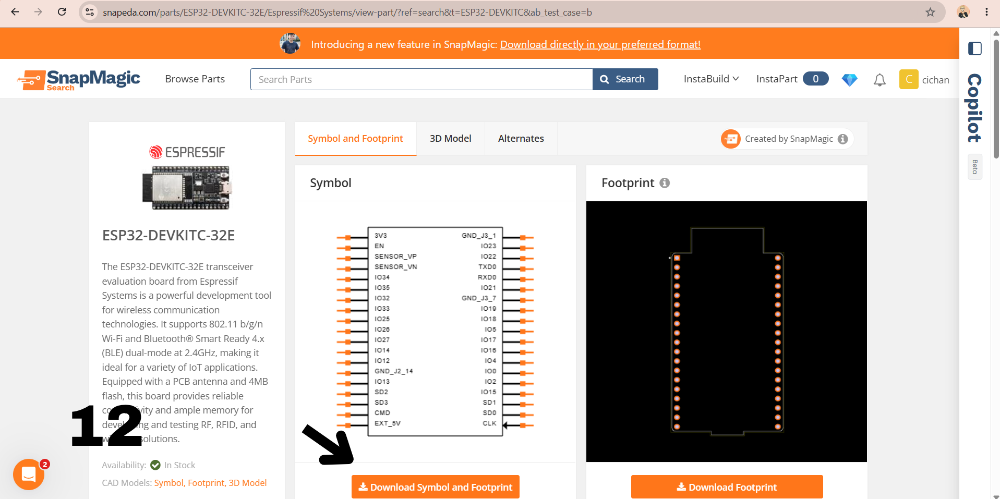 snapeda.com/parts/ESP32-DEVKITC-32E/Espressif%20Systems/view-part/?ref=search&t=ESP32-DEVKITC&ab_test_case=b
Introducing a new feature in SnapMagic: Download directly in your preferred format!
SnapMagic
Search
Browse Parts
Search Parts
Search
InstaBuild
InstaPart
0
C
cichan
Copilot
Beta
ESPRESSIF
ESP32-DEVKITC-32E
The ESP32-DEVKITC-32E transceiver
evaluation board from Espressif
Systems is a powerful development tool
for wireless communication
technologies. It supports 802.11 b/g/n
Wi-Fi and Bluetooth® Smart Ready 4.x
(BLE) dual-mode at 2.4GHz, making it
ideal for a variety of IoT applications.
Equipped with a PCB antenna and 4MB
flash, this board provides reliable
and ample memory for
and testing RF, RFID, and
solutions.
12
Availability: In Stock
CAD Models: Symbol, Footprint, 3D Model
2
Symbol and Footprint
3D Model
Alternates
Created by SnapMagic
Symbol
3V3 GND_J3_1
EN IO23
SENSOR_VP IO22
SENSOR_VN TXD0
IO34 RXD0
IO35 IO21
IO32 GND_J3_7
IO33 IO19
IO25 IO18
IO26 IO5
IO27 IO17
IO14 IO16
IO12 IO4
GND_J2_14 IO0
IO13 IO2
SD2 IO15
SD3 SD1
CMD SD0
EXT_5V CLK
Download Symbol and Footprint
Footprint
Download Footprint